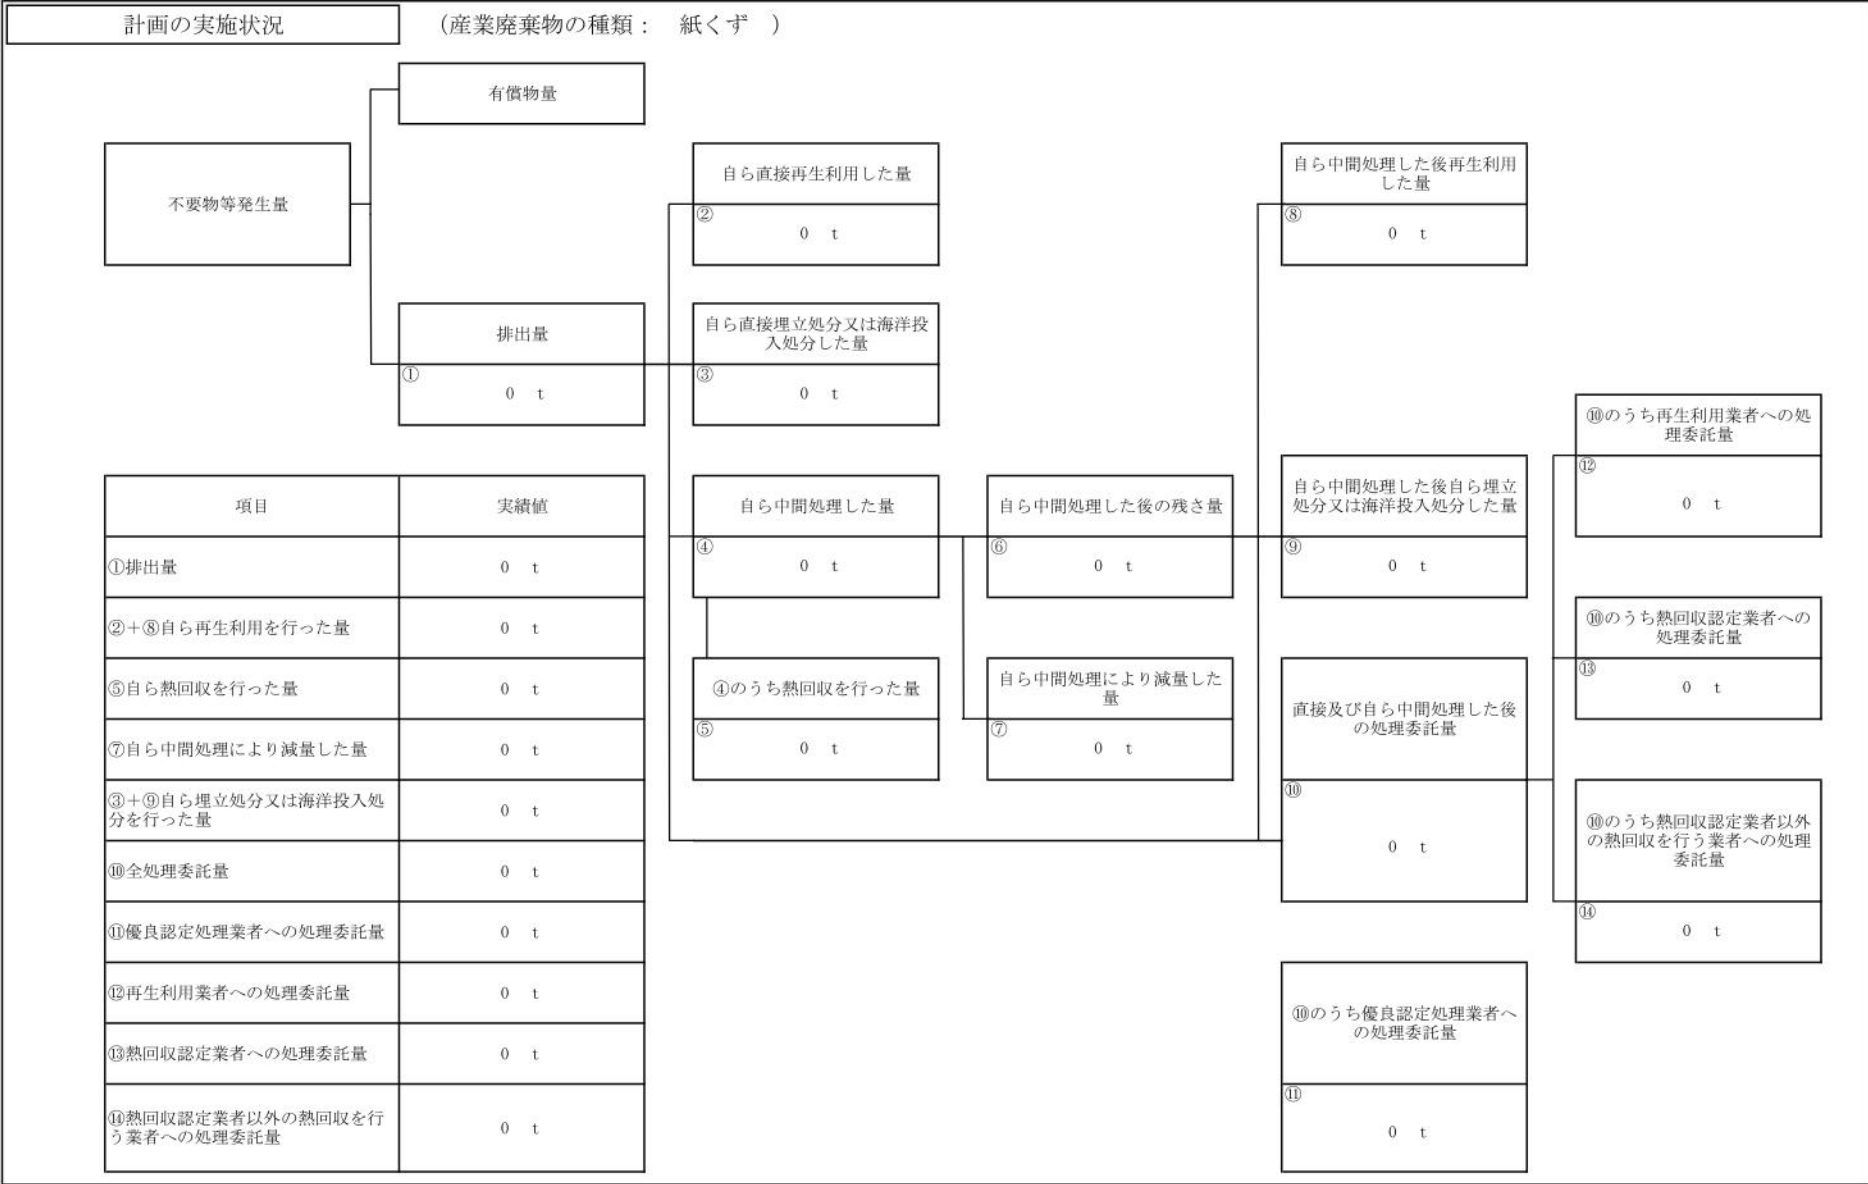 計画の実施状況
(産業廃棄物の種類： 紙くず )
有償物量
不要物等発生量
自ら直接再生利用した量
②
0 t
自ら中間処理した後再生利用
した量
⑧
0 t
排出量
①
0 t
自ら直接埋立処分又は海洋投
入処分した量
③
0 t
⑩のうち再生利用業者への処
理委託量
⑫
0 t
項目 実績値
①排出量 0 t
②＋⑧自ら再生利用を行った量 0 t
⑤自ら熱回収を行った量 0 t
⑦自ら中間処理により減量した量 0 t
③＋⑨自ら埋立処分又は海洋投入処
分を行った量 0 t
⑩全処理委託量 0 t
⑪優良認定処理業者への処理委託量 0 t
⑫再生利用業者への処理委託量 0 t
⑬熱回収認定業者への処理委託量 0 t
⑭熱回収認定業者以外の熱回収を行
う業者への処理委託量 0 t
自ら中間処理した量
④
0 t
自ら中間処理した後の残さ量
⑥
0 t
自ら中間処理した後自ら埋立
処分又は海洋投入処分した量
⑨
0 t
④のうち熱回収を行った量
⑤
0 t
自ら中間処理により減量した
量
⑦
0 t
直接及び自ら中間処理した後
の処理委託量
⑩
0 t
⑩のうち熱回収認定業者への
処理委託量
⑬
0 t
⑩のうち熱回収認定業者以外
の熱回収を行う業者への処理
委託量
⑭
0 t
⑩のうち優良認定処理業者へ
の処理委託量
⑪
0 t